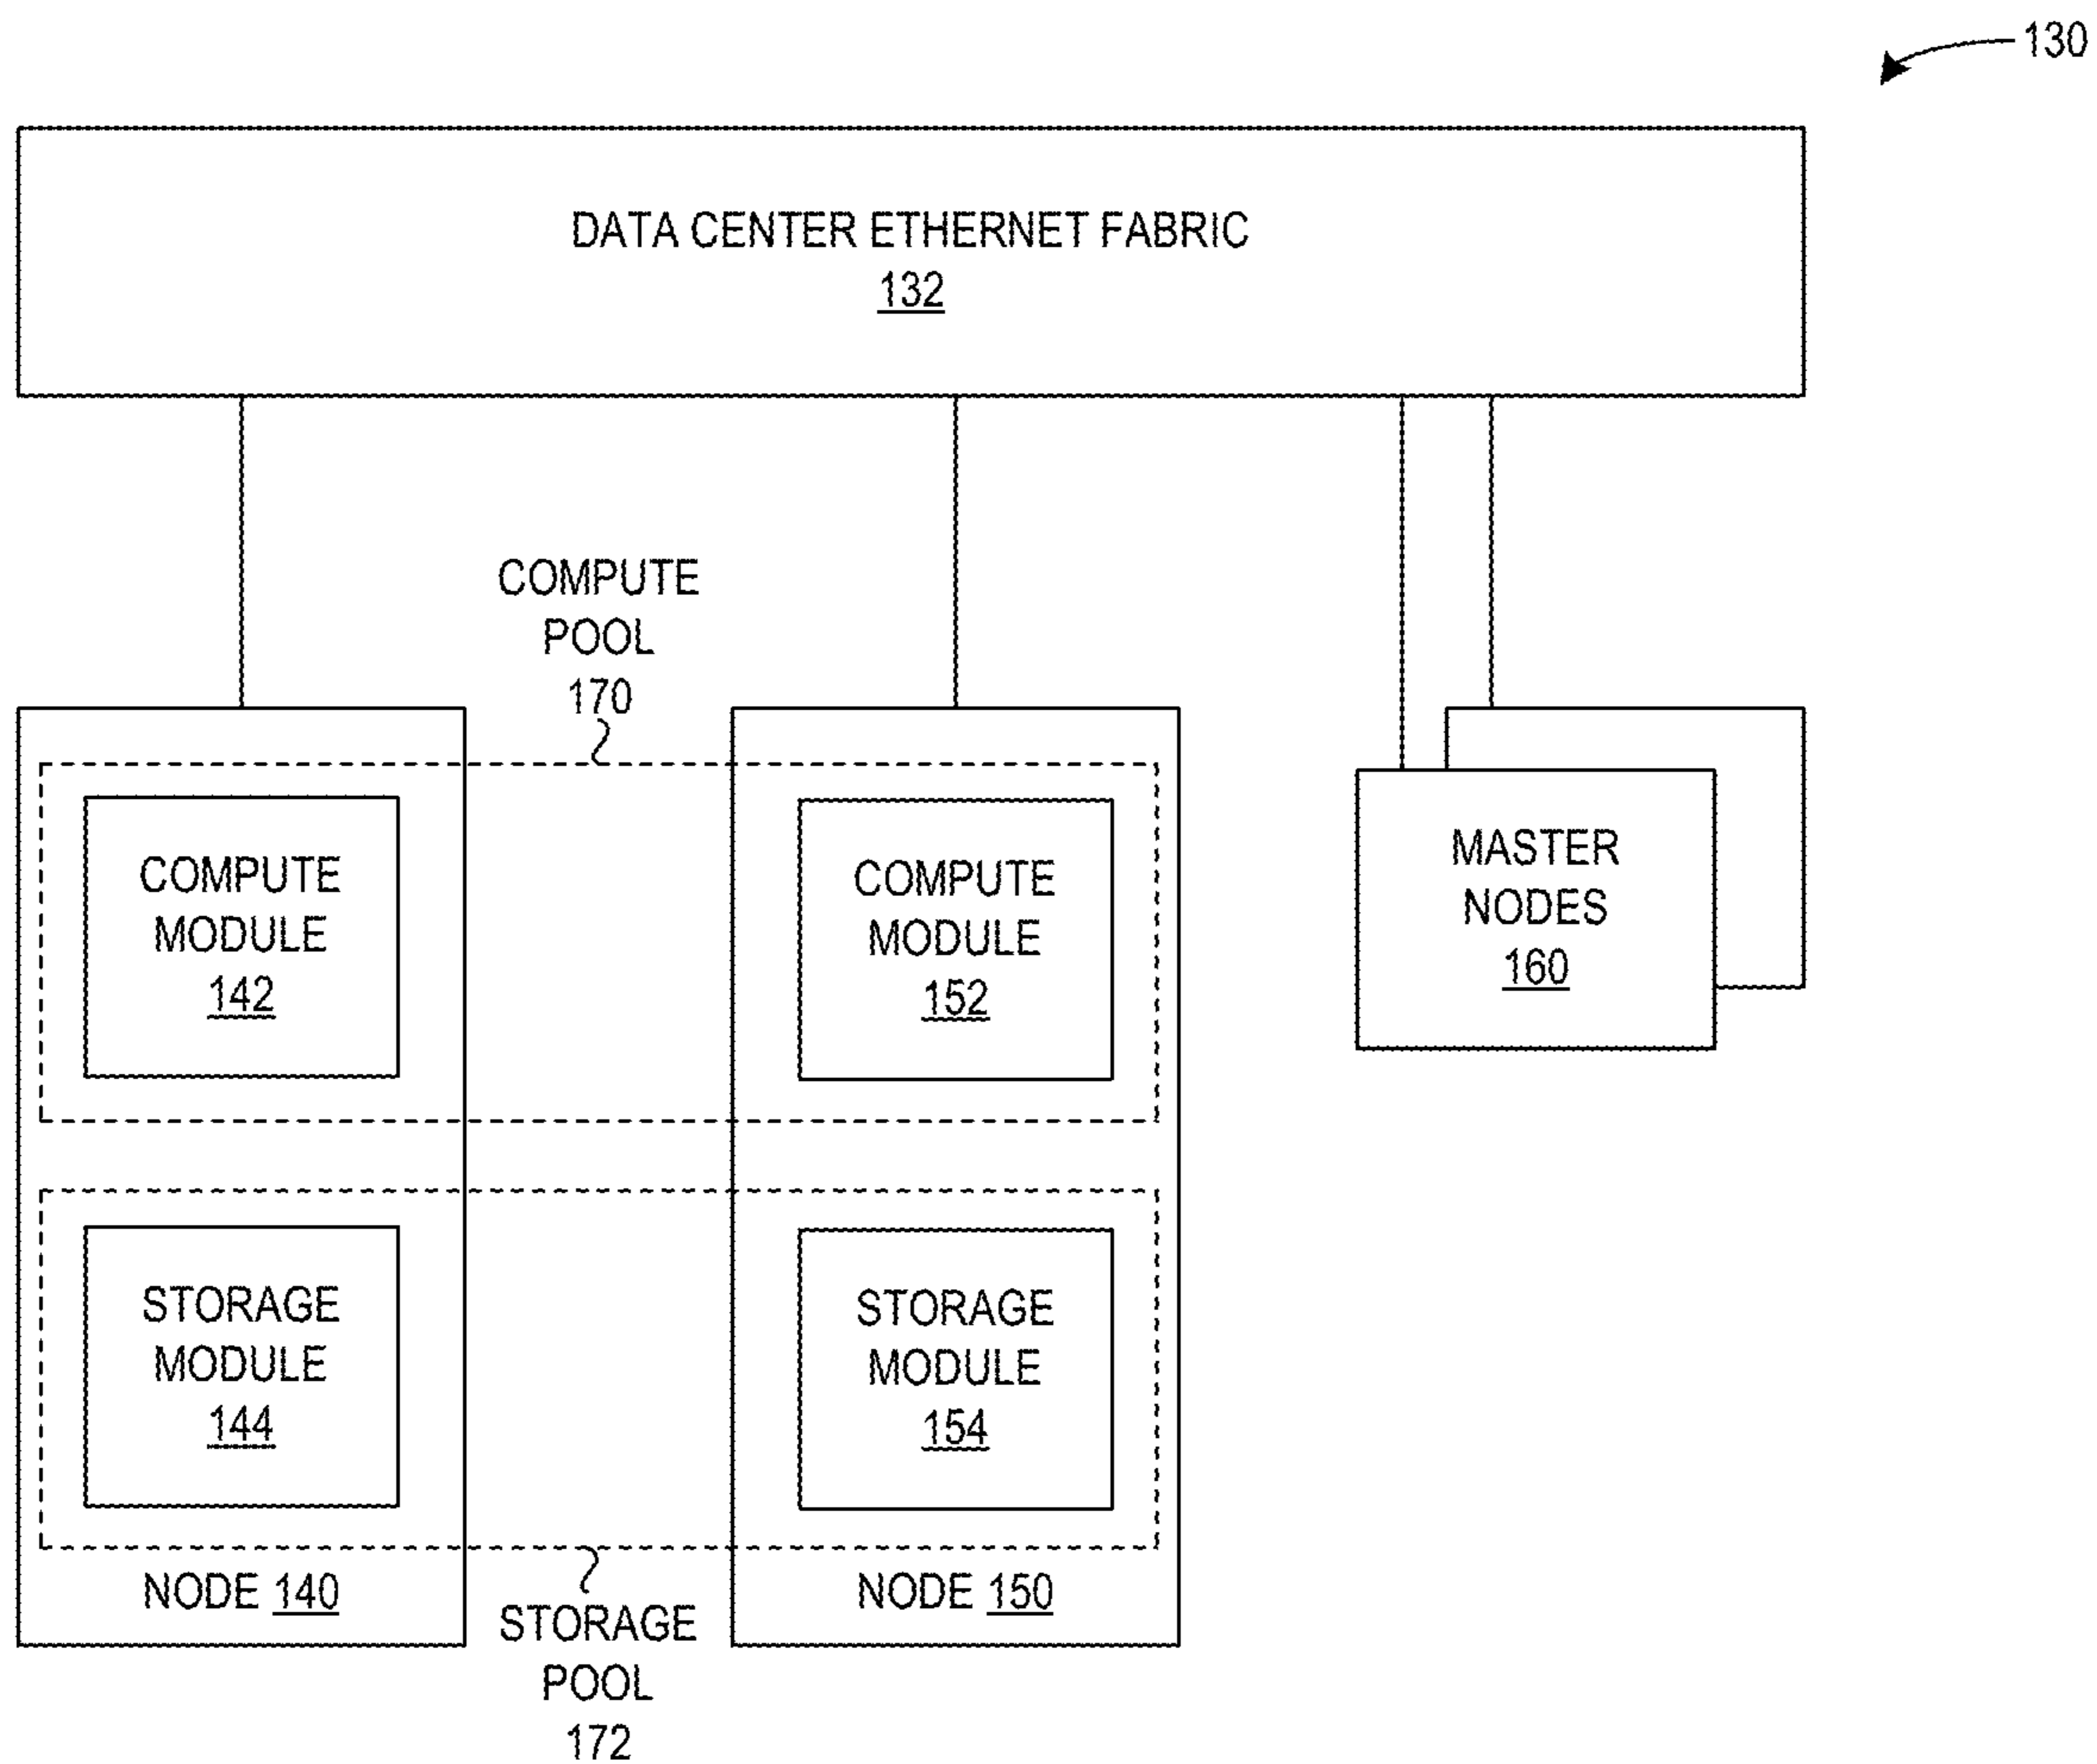 130
DATA CENTER ETHERNET FABRIC
132
COMPUTE
POOL
170
COMPUTE
MODULE
142
COMPUTE
MODULE
152
MASTER
NODES
160
STORAGE
MODULE
144
STORAGE
MODULE
154
NODE 140
NODE 150
STORAGE
POOL
172